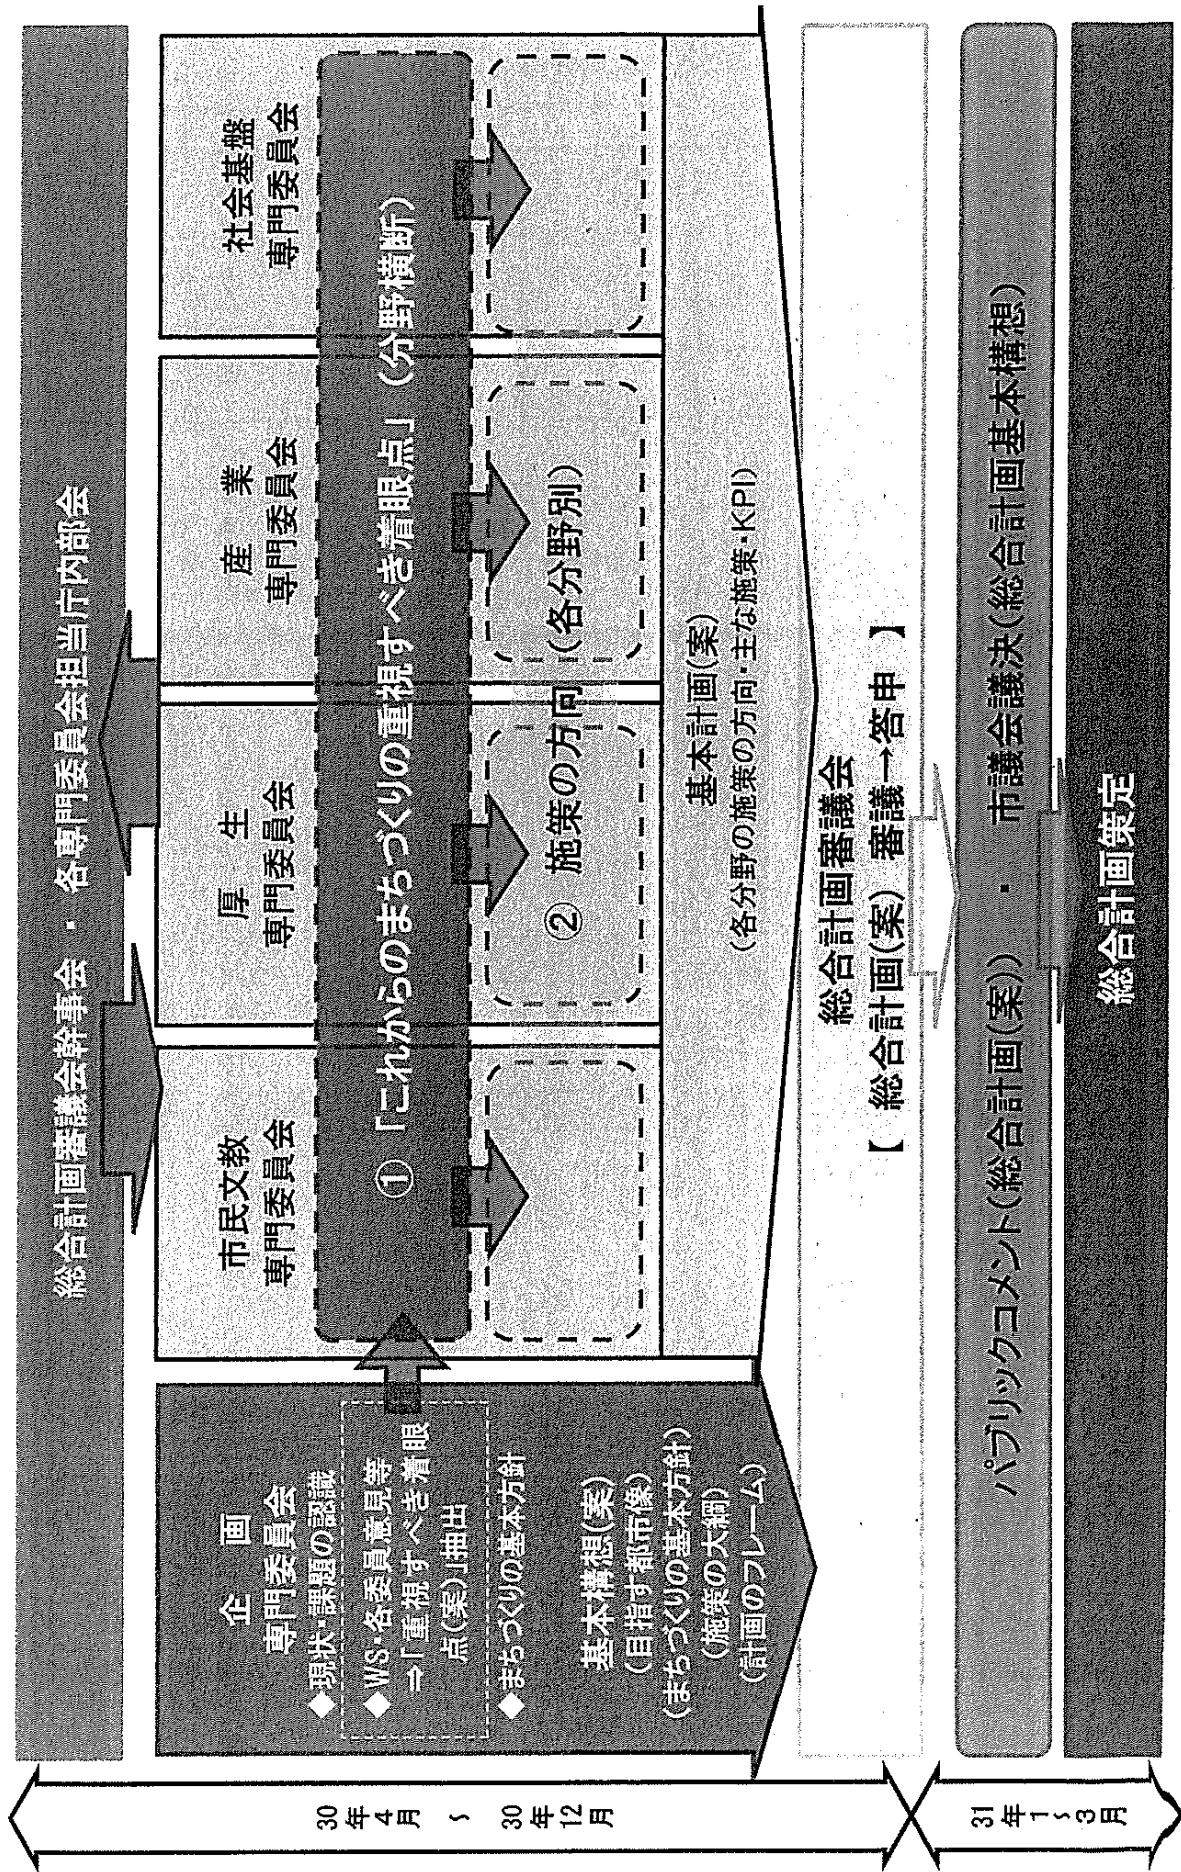 総合計画審議会幹事会 ・ 各専門委員会担当庁内部会
30年4月 ~ 30年12月
企 画
専門委員会
◆現状・課題の認識
◆WS・各委員意見等
⇒「重視すべき着眼
点(案)」抽出
◆まちづくりの基本方針
基本構想(案)
(目指す都市像)
(まちづくりの基本方針)
(施策の大綱)
(計画のフレーム)
市民文教
専門委員会
厚 生
専門委員会
産 業
専門委員会
社会基盤
専門委員会
① 「これからのまちづくりの重視すべき着眼点」(分野横断)
② 施策の方向 (各分野別)
基本計画(案)
(各分野の施策の方向・主な施策・KPI)
総合計画審議会
【 総合計画(案) 審議→答申 】
31年1~3月
パブリックコメント(総合計画(案)) ・ 市議会議決(総合計画基本構想)
総合計画策定